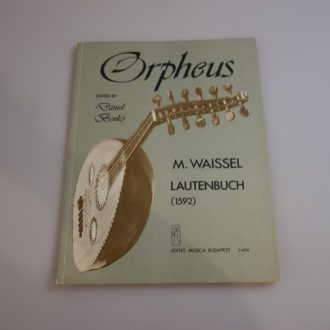 Orpheus
EDITED BY
Dániel
Benkő
M. WAISSEL
LAUTENBUCH
(1592)
EDITIO MUSICA BUDAPEST